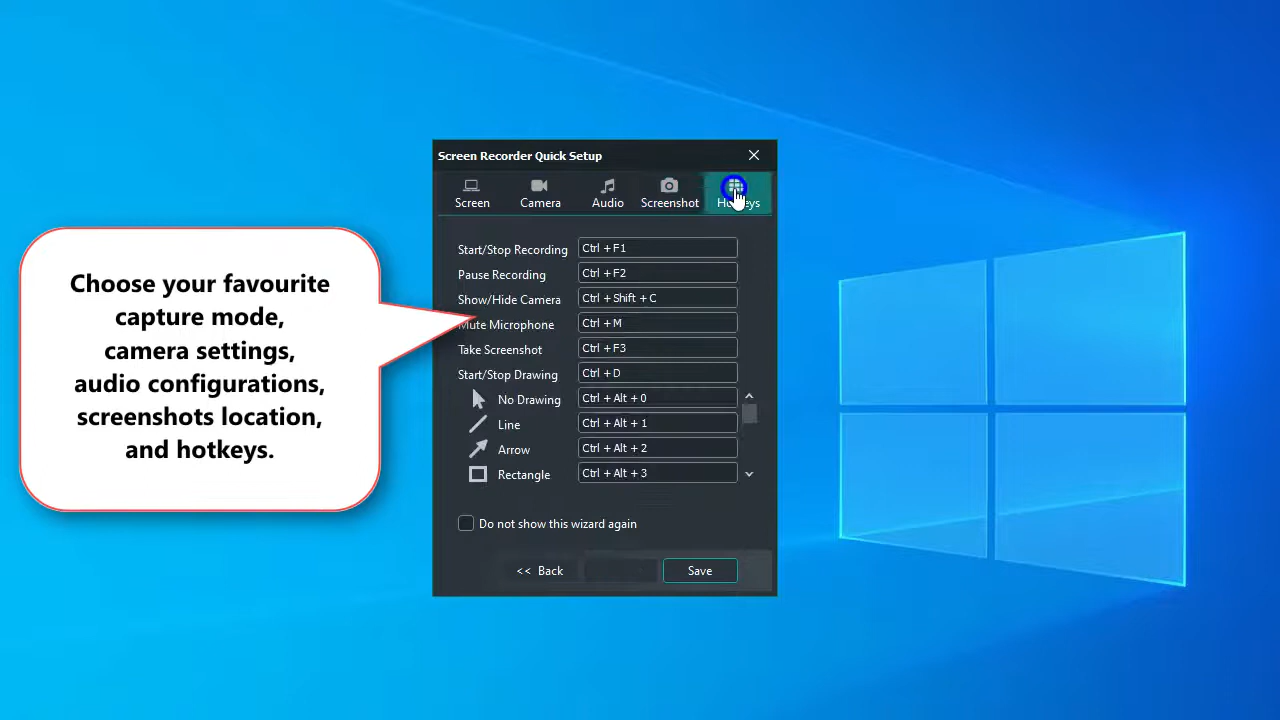 Screen Recorder Quick Setup
Screen
Camera
Audio
Screenshot
Hotkeys
Choose your favourite
capture mode,
camera settings,
audio configurations,
screenshots location,
and hotkeys.
Start/Stop Recording Ctrl + F1
Pause Recording Ctrl + F2
Show/Hide Camera Ctrl + Shift + C
Mute Microphone Ctrl + M
Take Screenshot Ctrl + F3
Start/Stop Drawing Ctrl + D
No Drawing Ctrl + Alt + 0
Line Ctrl + Alt + 1
Arrow Ctrl + Alt + 2
Rectangle Ctrl + Alt + 3
Do not show this wizard again
<< Back
Save